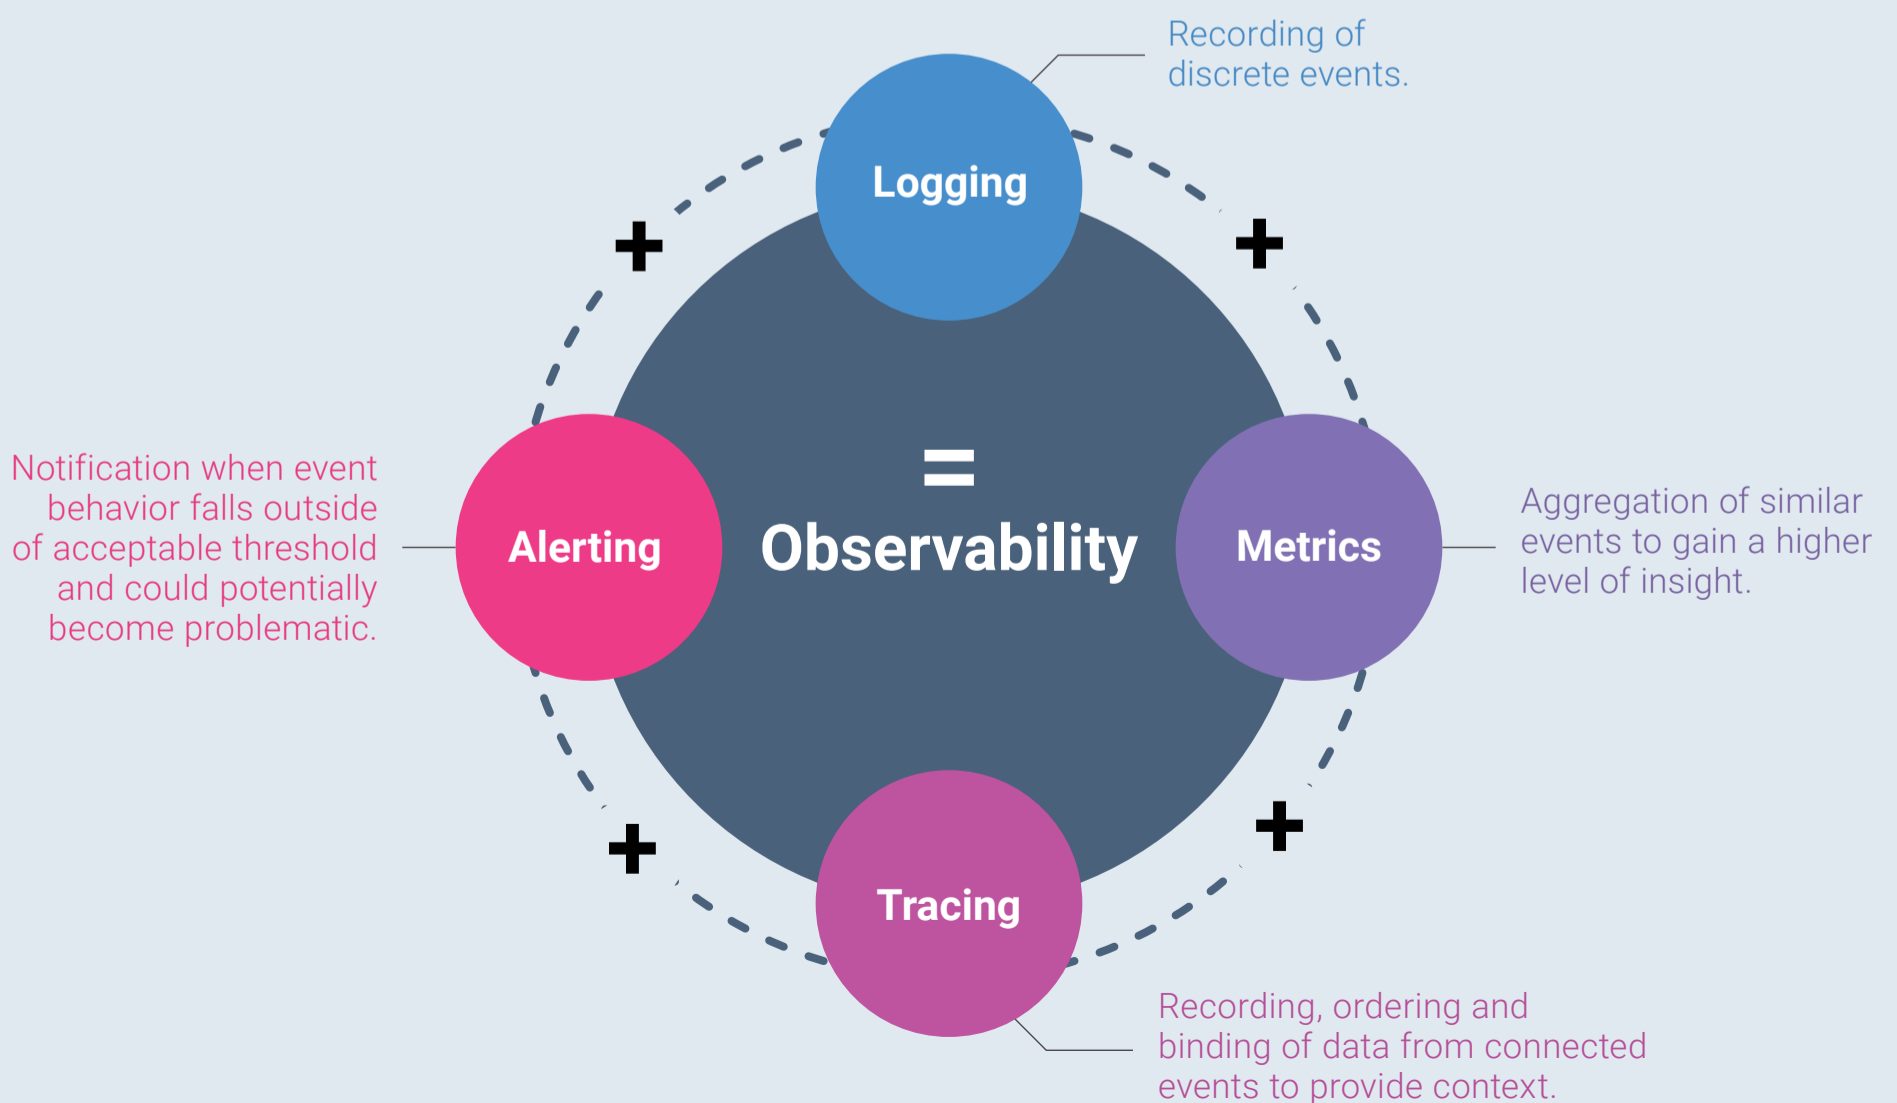 Recording of
discrete events.
Logging
+
+
Notification when event
behavior falls outside
of acceptable threshold
and could potentially
become problematic.
Alerting
=
Observability
Metrics
Aggregation of similar
events to gain a higher
level of insight.
+
+
Tracing
Recording, ordering and
binding of data from connected
events to provide context.